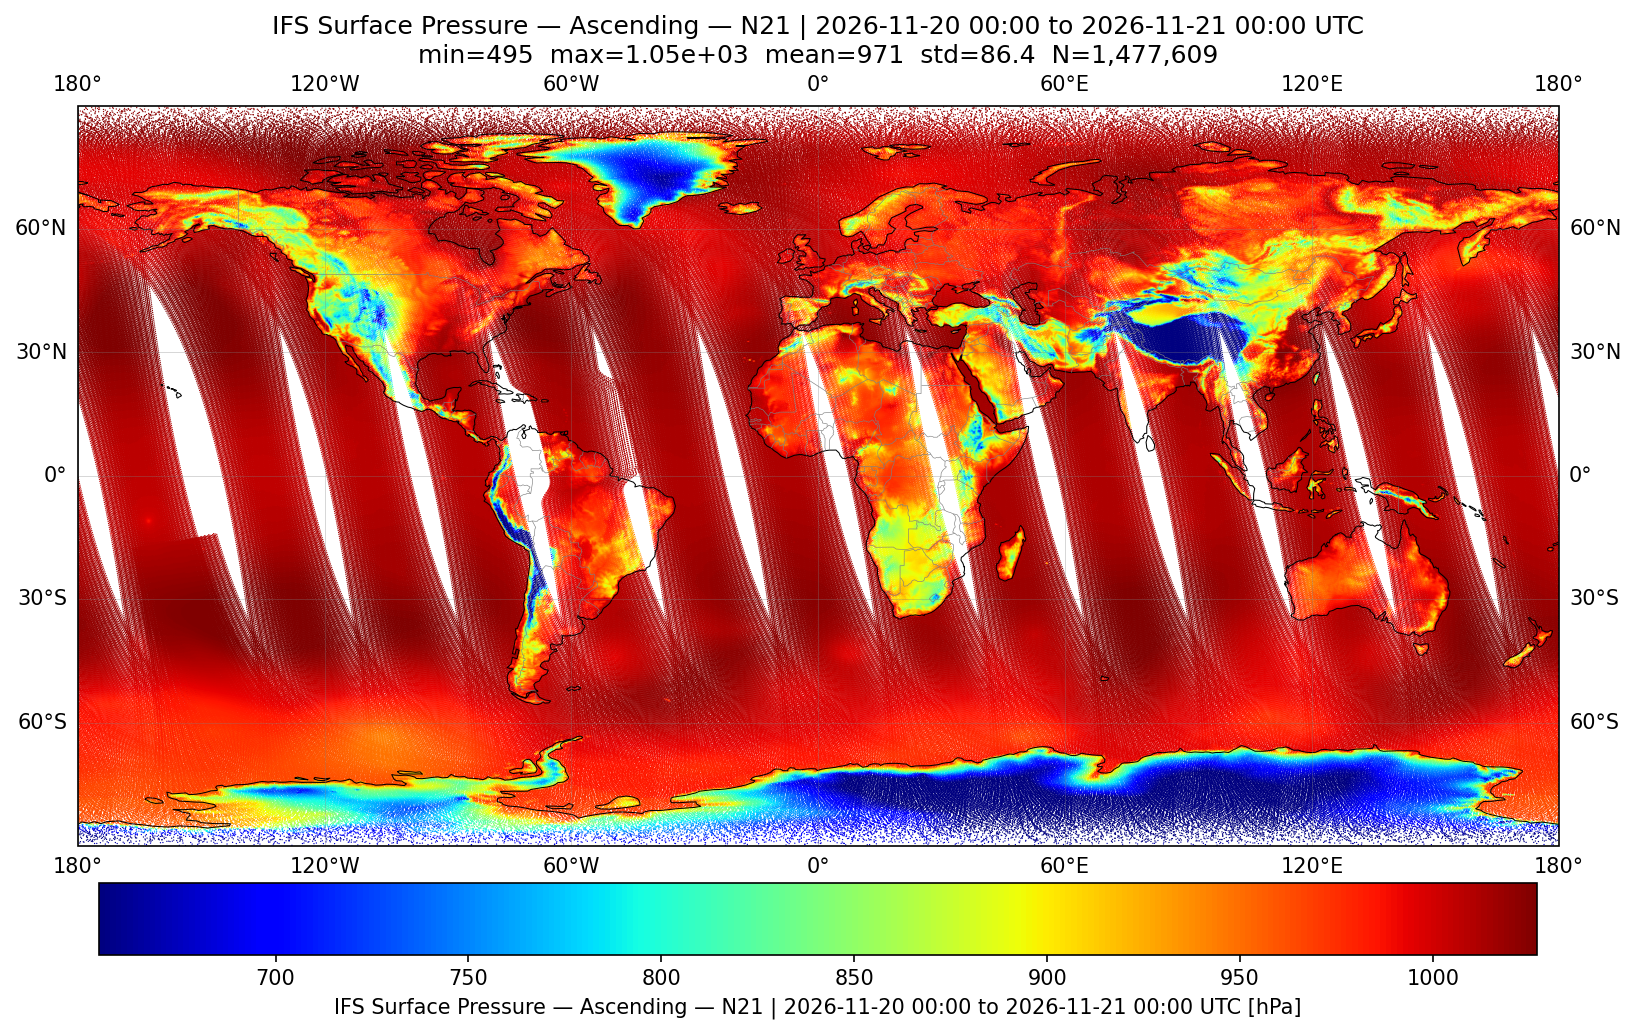 IFS Surface Pressure — Ascending — N21 | 2026-11-20 00:00 to 2026-11-21 00:00 UTC
min=495  max=1.05e+03  mean=971  std=86.4  N=1,477,609
180° 120°W 60°W 0° 60°E 120°E 180°
60°N 60°N
30°N 30°N
0° 0°
30°S 30°S
60°S 60°S
180° 120°W 60°W 0° 60°E 120°E 180°
700 750 800 850 900 950 1000
IFS Surface Pressure — Ascending — N21 | 2026-11-20 00:00 to 2026-11-21 00:00 UTC [hPa]